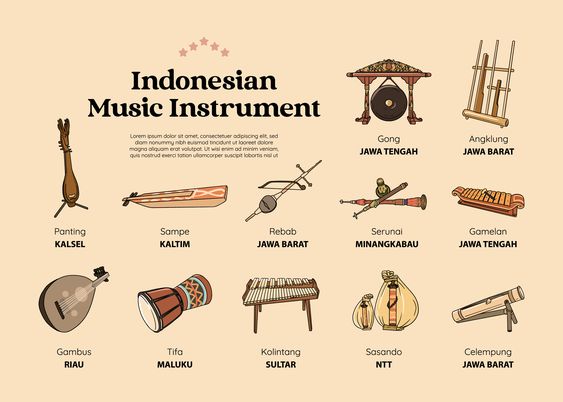 Indonesian
Music Instrument
Lorem ipsum dolor sit amet, consectetuer adipiscing elit,
sed diam nonummy nibh euismod tincidunt ut laoreet dolore
magna aliquam erat volutpat. Ut wisi enim ad minim veniam,
quis nostrud exerci tation ullamcorper suscipit lobortis nisl ut
Gong
JAWA TENGAH
Angklung
JAWA BARAT
Panting
KALSEL
Sampe
KALTIM
Rebab
JAWA BARAT
Serunai
MINANGKABAU
Gamelan
JAWA TENGAH
Gambus
RIAU
Tifa
MALUKU
Kolintang
SULTAR
Sasando
NTT
Celempung
JAWA BARAT